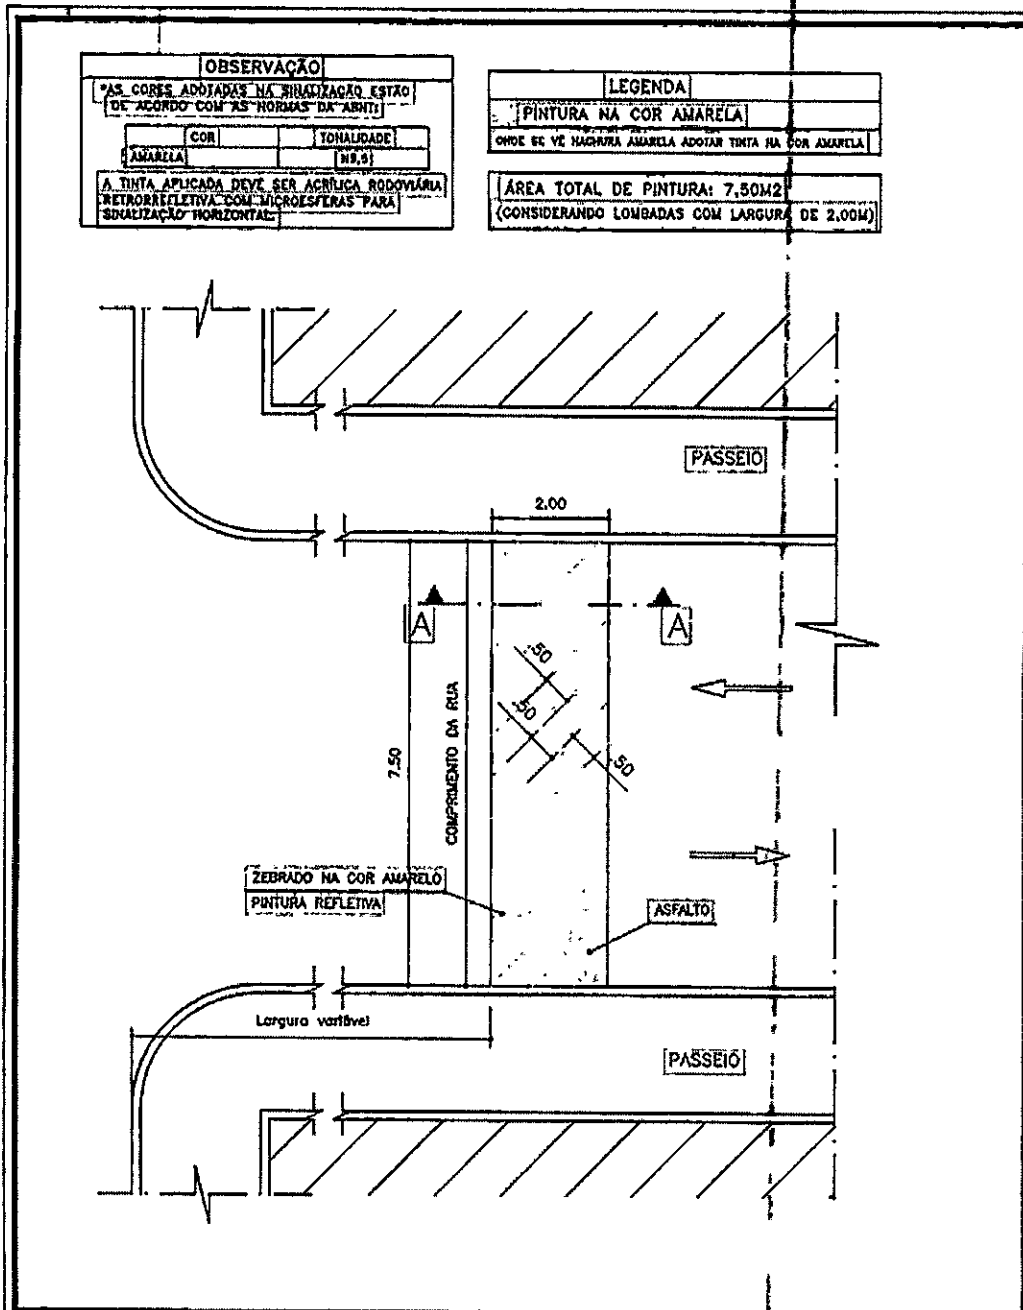 OBSERVAÇÃO
*AS CORES ADOTADAS NA SINALIZAÇÃO ESTÃO
DE ACORDO COM AS NORMAS DA ABNT:
COR TONALIDADE
AMARELA N9,5
A TINTA APLICADA DEVE SER ACRÍLICA RODOVIÁRIA
RETRORREFLETIVA COM MICROESFERAS PARA
SINALIZAÇÃO HORIZONTAL.
LEGENDA
PINTURA NA COR AMARELA
ONDE SE VÊ HACHURA AMARELA ADOTAR TINTA NA COR AMARELA
ÁREA TOTAL DE PINTURA: 7,50M2
(CONSIDERANDO LOMBADAS COM LARGURA DE 2,00M)
PASSEIO
2.00
A
A
.50
.50
.50
7.50
COMPRIMENTO DA RUA
ZEBRADO NA COR AMARELO
PINTURA REFLETIVA
ASFALTO
Largura variável
PASSEIO